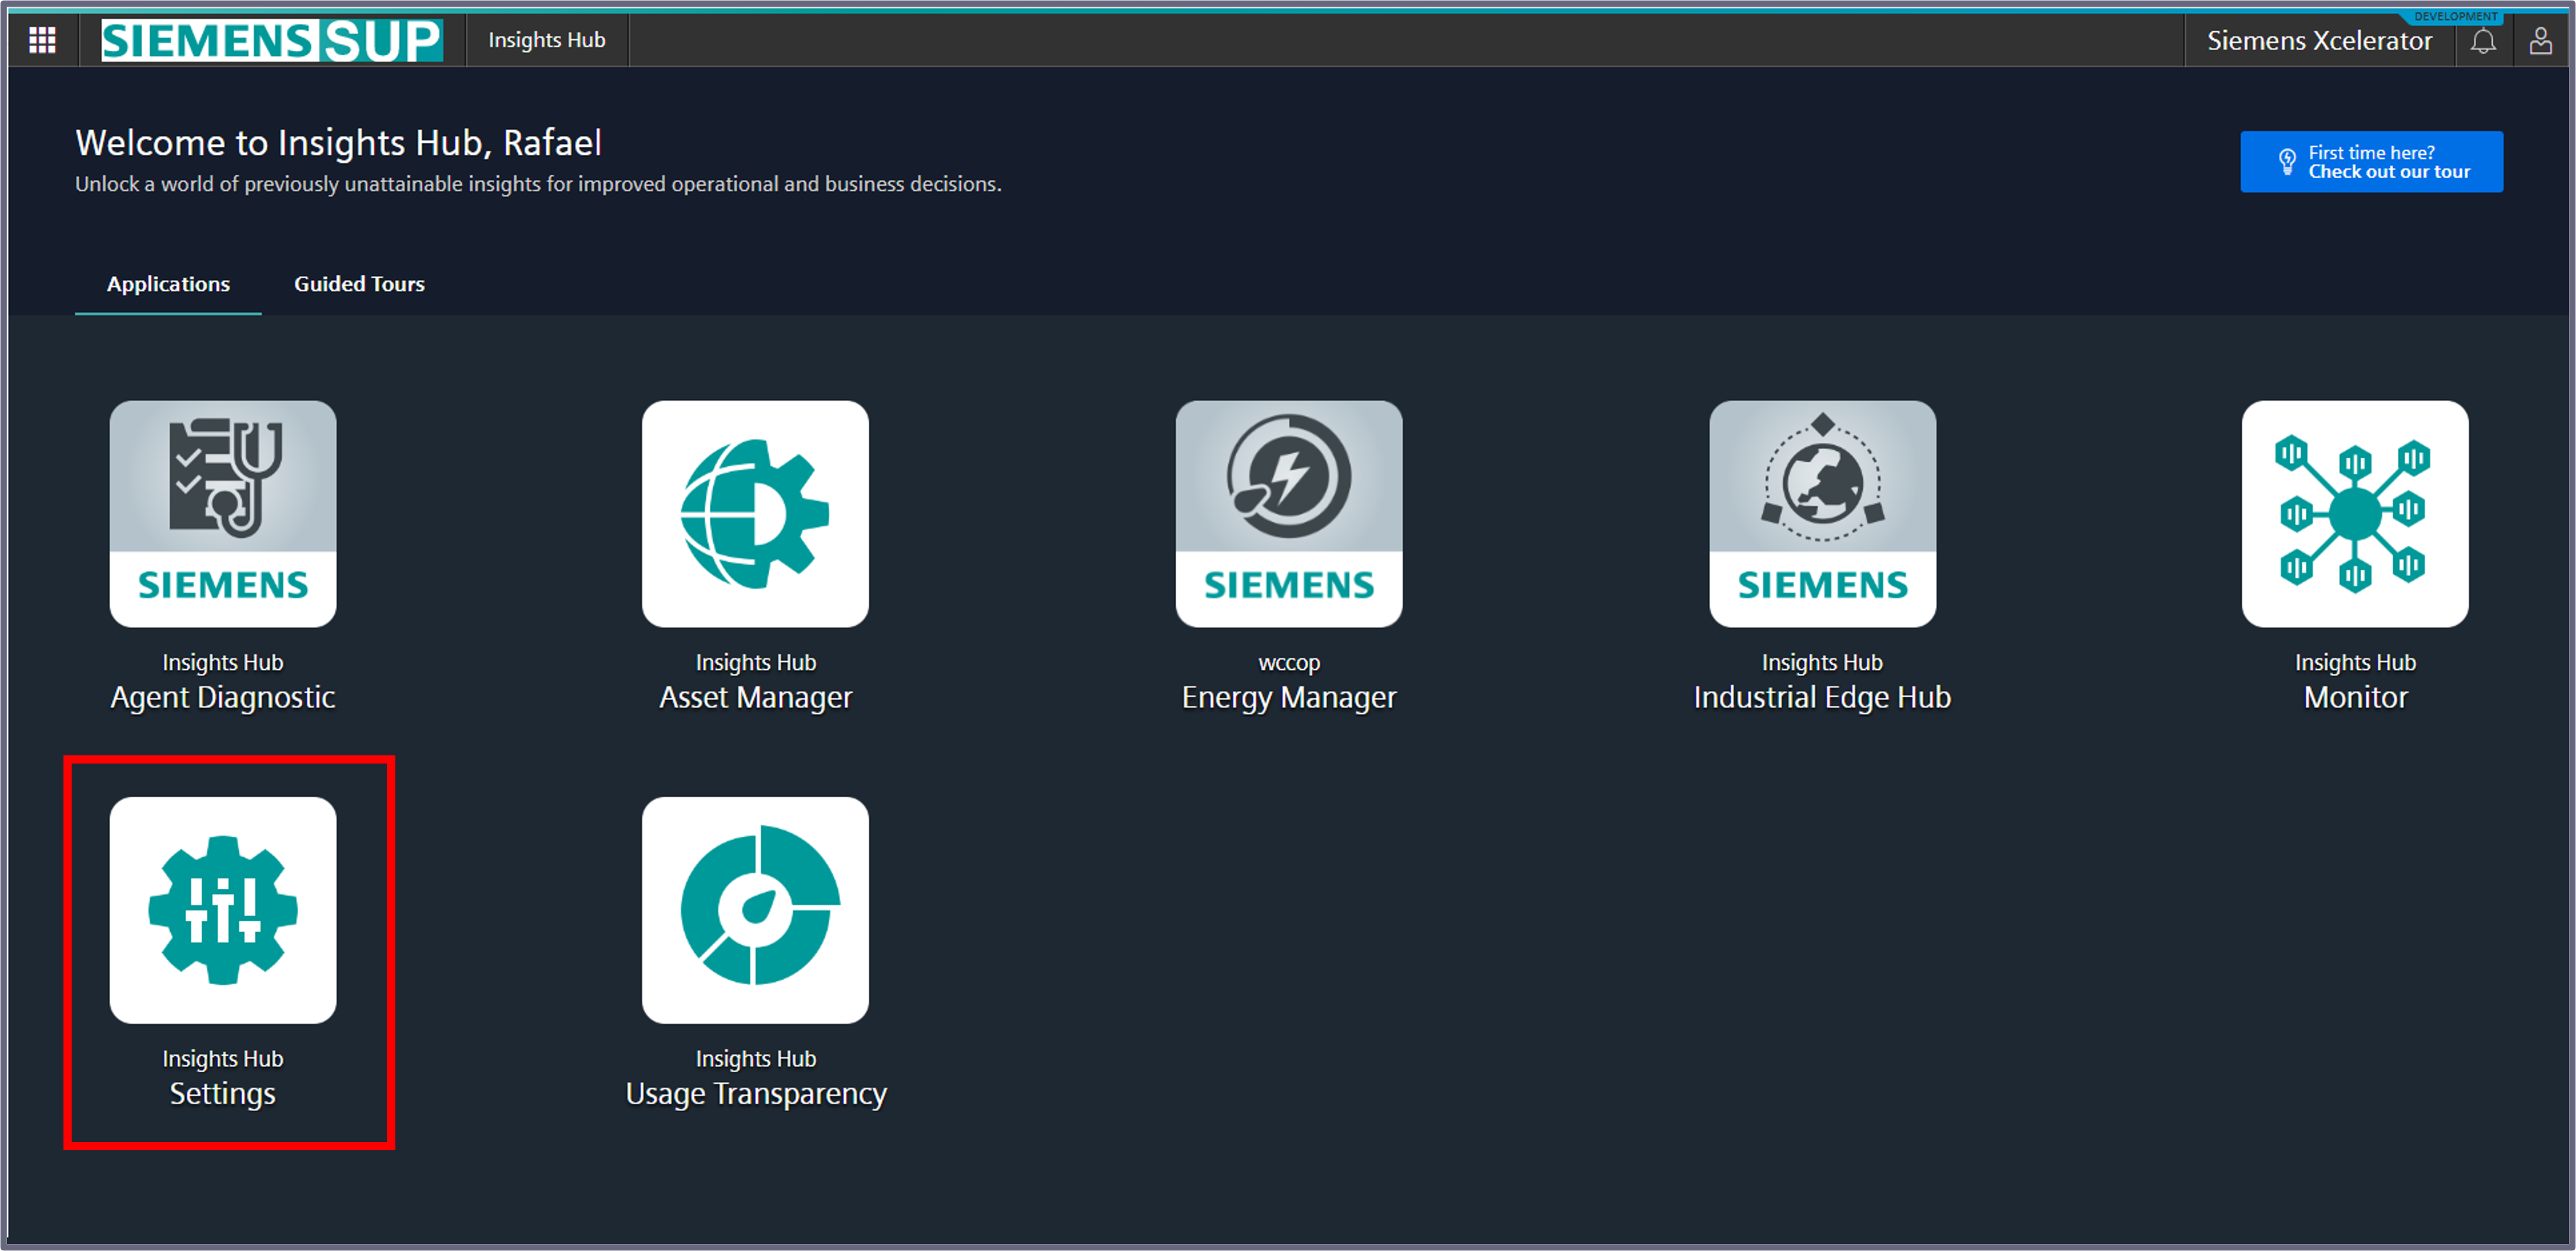 SIEMENS SUP
Insights Hub
DEVELOPMENT
Siemens Xcelerator
Welcome to Insights Hub, Rafael
Unlock a world of previously unattainable insights for improved operational and business decisions.
First time here?
Check out our tour
Applications
Guided Tours
SIEMENS
SIEMENS
SIEMENS
Insights Hub
Agent Diagnostic
Insights Hub
Asset Manager
wccop
Energy Manager
Insights Hub
Industrial Edge Hub
Insights Hub
Monitor
Insights Hub
Settings
Insights Hub
Usage Transparency